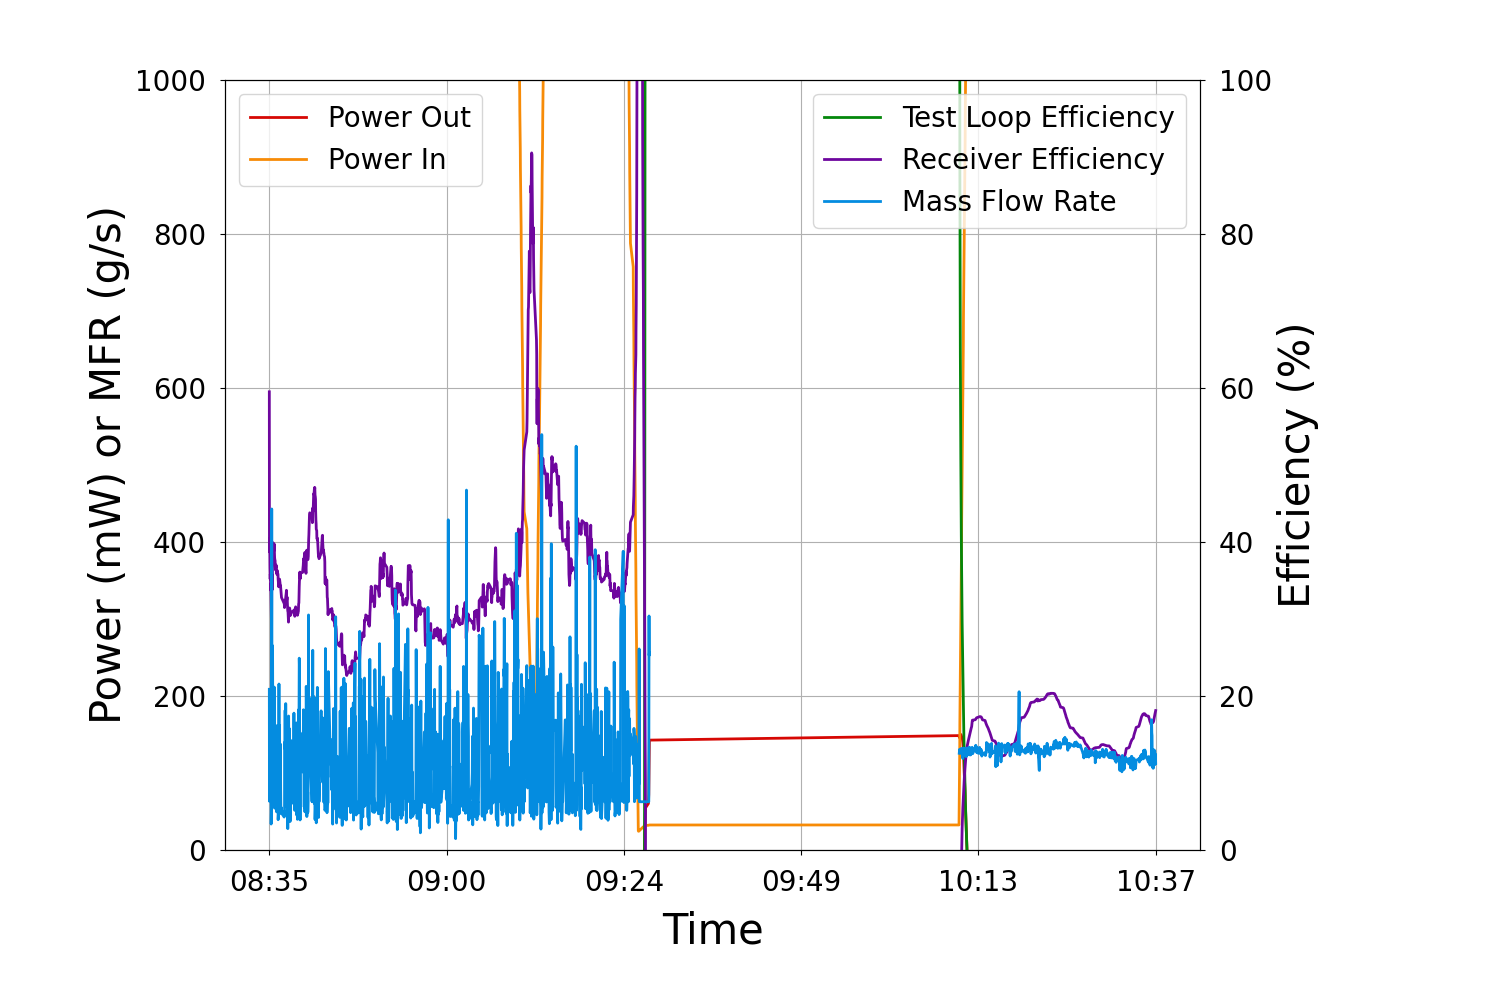 1000
800
600
400
200
0
Power (mW) or MFR (g/s)
Power Out
Power In
Test Loop Efficiency
Receiver Efficiency
Mass Flow Rate
100
80
60
40
20
0
Efficiency (%)
08:35
09:00
09:24
09:49
10:13
10:37
Time